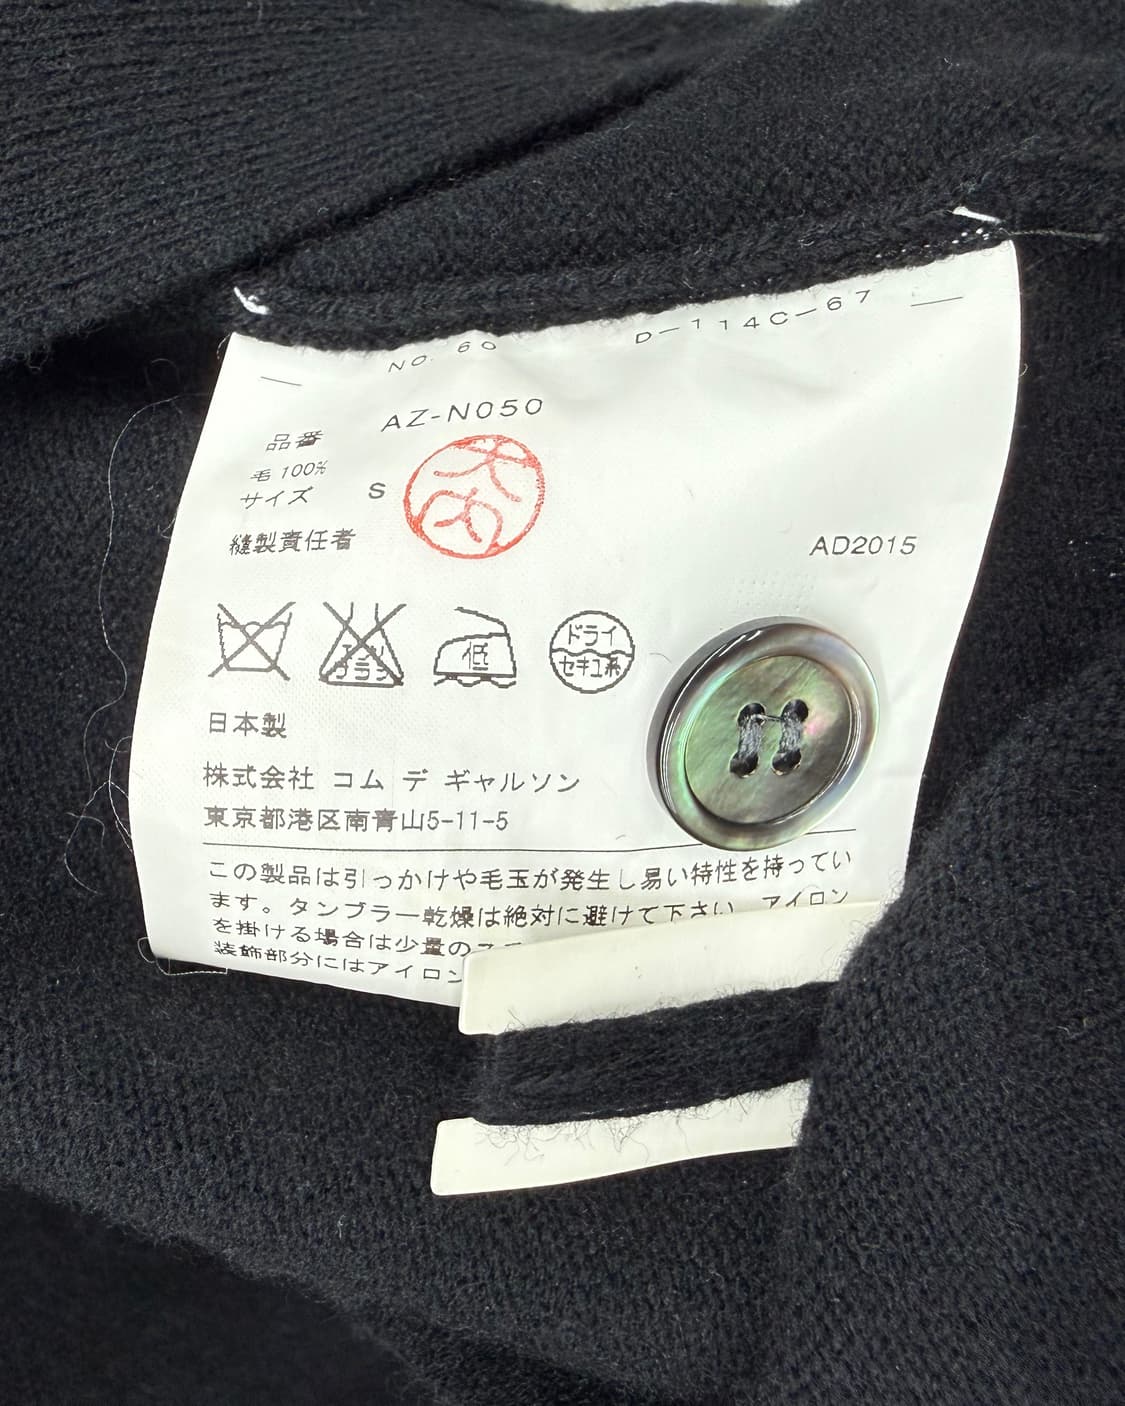 NO. 60 D-114C-67
品番 AZ-N050
毛 100%
サイズ S
大内
縫製責任者
AD2015
低
ドライ
セキユ系
日本製
株式会社 コム デ ギャルソン
東京都港区南青山5-11-5
この製品は引っかけや毛玉が発生し易い特性を持ってい
ます。タンブラー乾燥は絶対に避けて下さい。アイロン
を掛ける場合は少量の
装飾部分にはアイロン